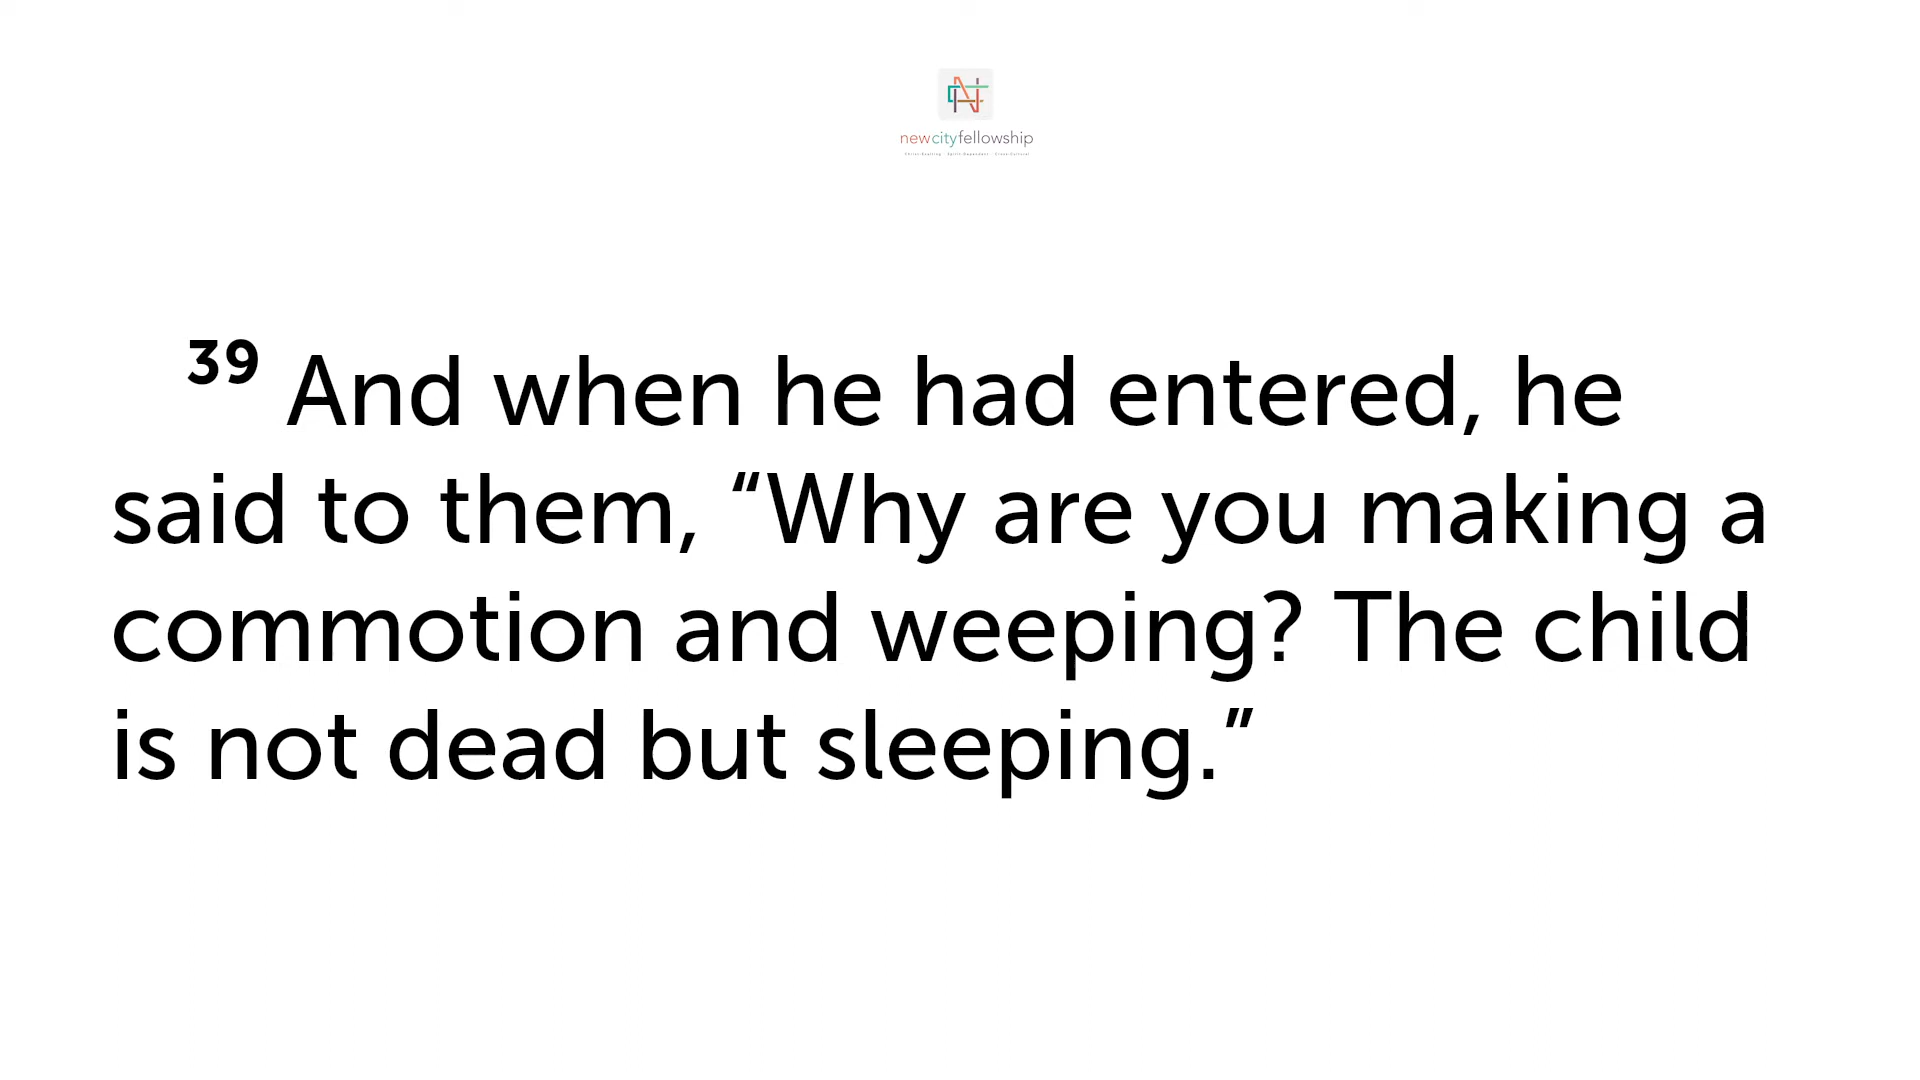 newcityfellowship
39 And when he had entered, he
said to them, “Why are you making a
commotion and weeping? The child
is not dead but sleeping.”